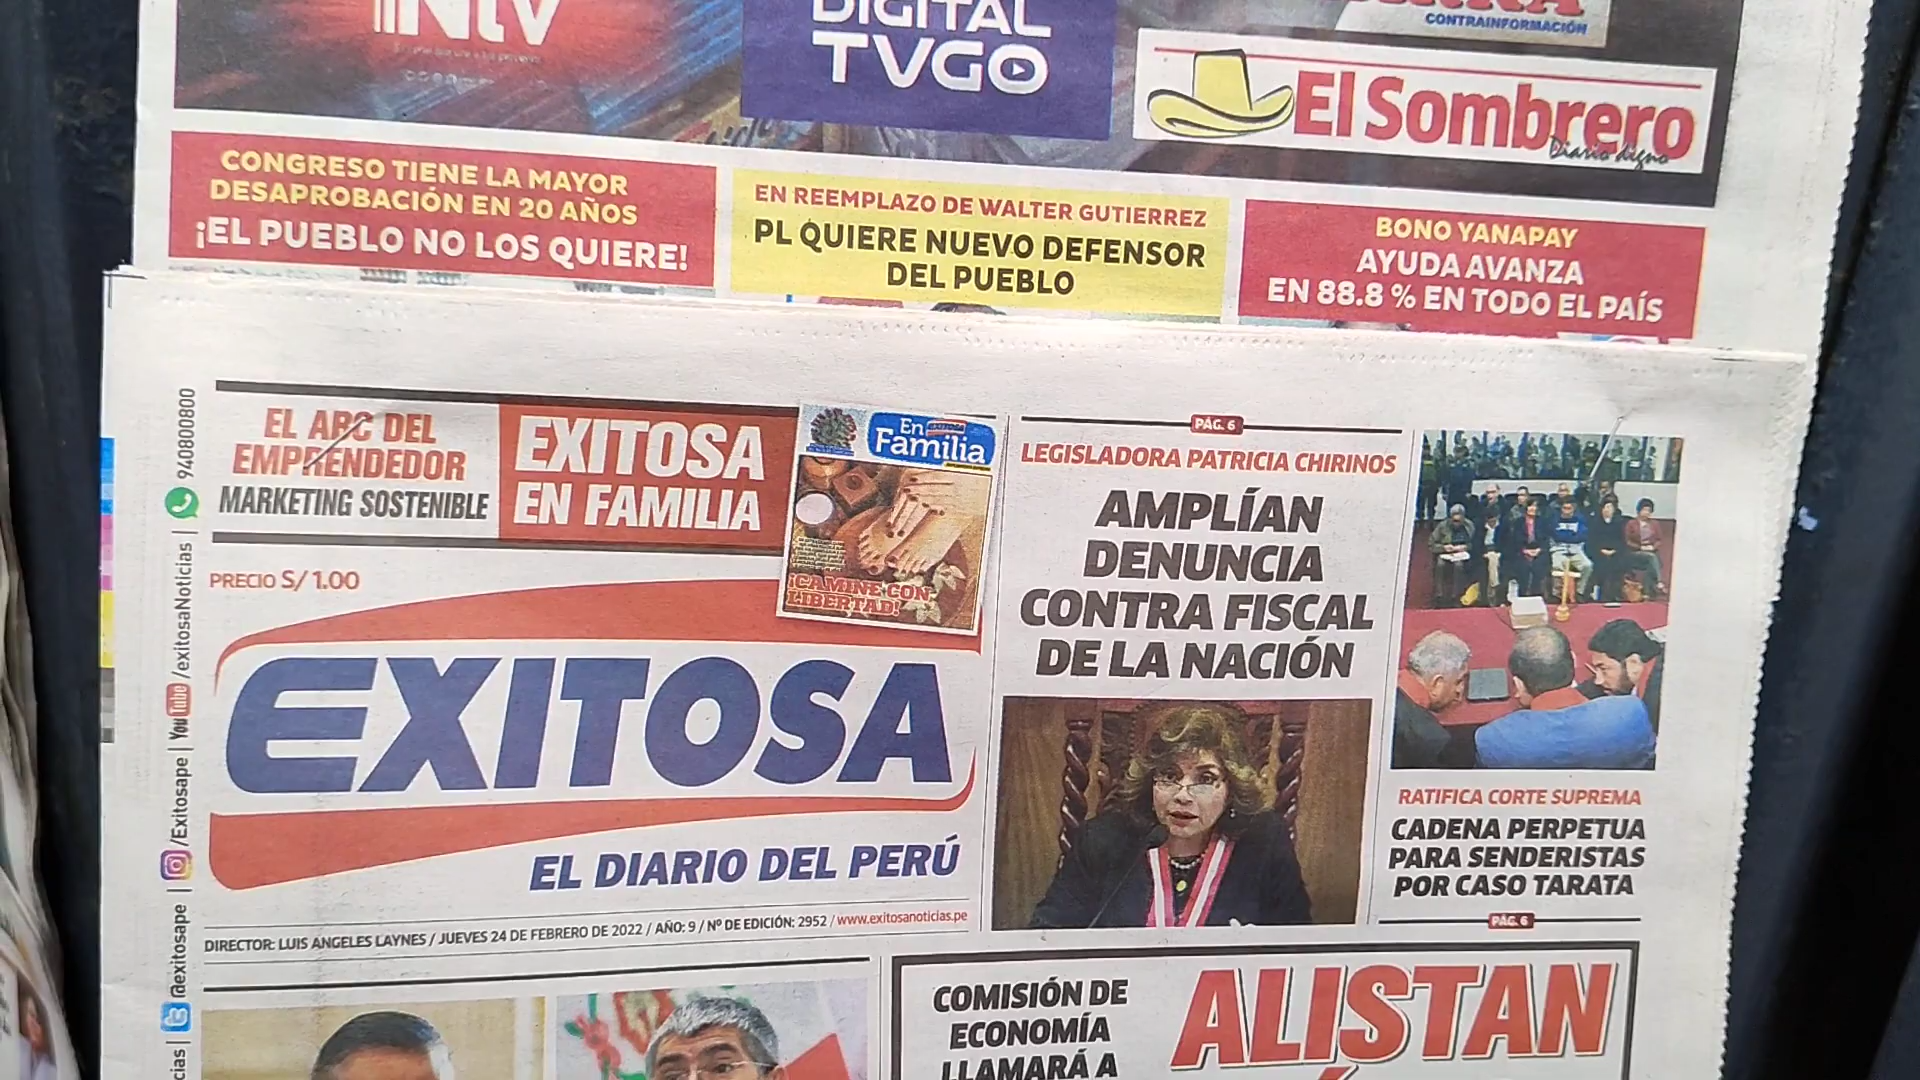 NTV
DIGITAL
TVGO
CONTRAINFORMACIÓN
El Sombrero
Diario digno
CONGRESO TIENE LA MAYOR
DESAPROBACIÓN EN 20 AÑOS
¡EL PUEBLO NO LOS QUIERE!
EN REEMPLAZO DE WALTER GUTIERREZ
PL QUIERE NUEVO DEFENSOR
DEL PUEBLO
BONO YANAPAY
AYUDA AVANZA
EN 88.8 % EN TODO EL PAÍS
EL ABC DEL
EMPRENDEDOR
MARKETING SOSTENIBLE
EXITOSA
EN FAMILIA
EXITOSA
En
Familia
¡CAMINE CON
LIBERTAD!
PRECIO S/ 1.00
EXITOSA
EL DIARIO DEL PERÚ
DIRECTOR: LUIS ANGELES LAYNES / JUEVES 24 DE FEBRERO DE 2022 / AÑO: 9 / Nº DE EDICIÓN: 2952 / www.exitosanoticias.pe
cias | @exitosape | /Exitosape | YouTube /exitosaNoticias | 940800800
PÁG. 6
LEGISLADORA PATRICIA CHIRINOS
AMPLÍAN
DENUNCIA
CONTRA FISCAL
DE LA NACIÓN
RATIFICA CORTE SUPREMA
CADENA PERPETUA
PARA SENDERISTAS
POR CASO TARATA
PÁG. 6
COMISIÓN DE
ECONOMÍA
LLAMARÁ A
ALISTAN